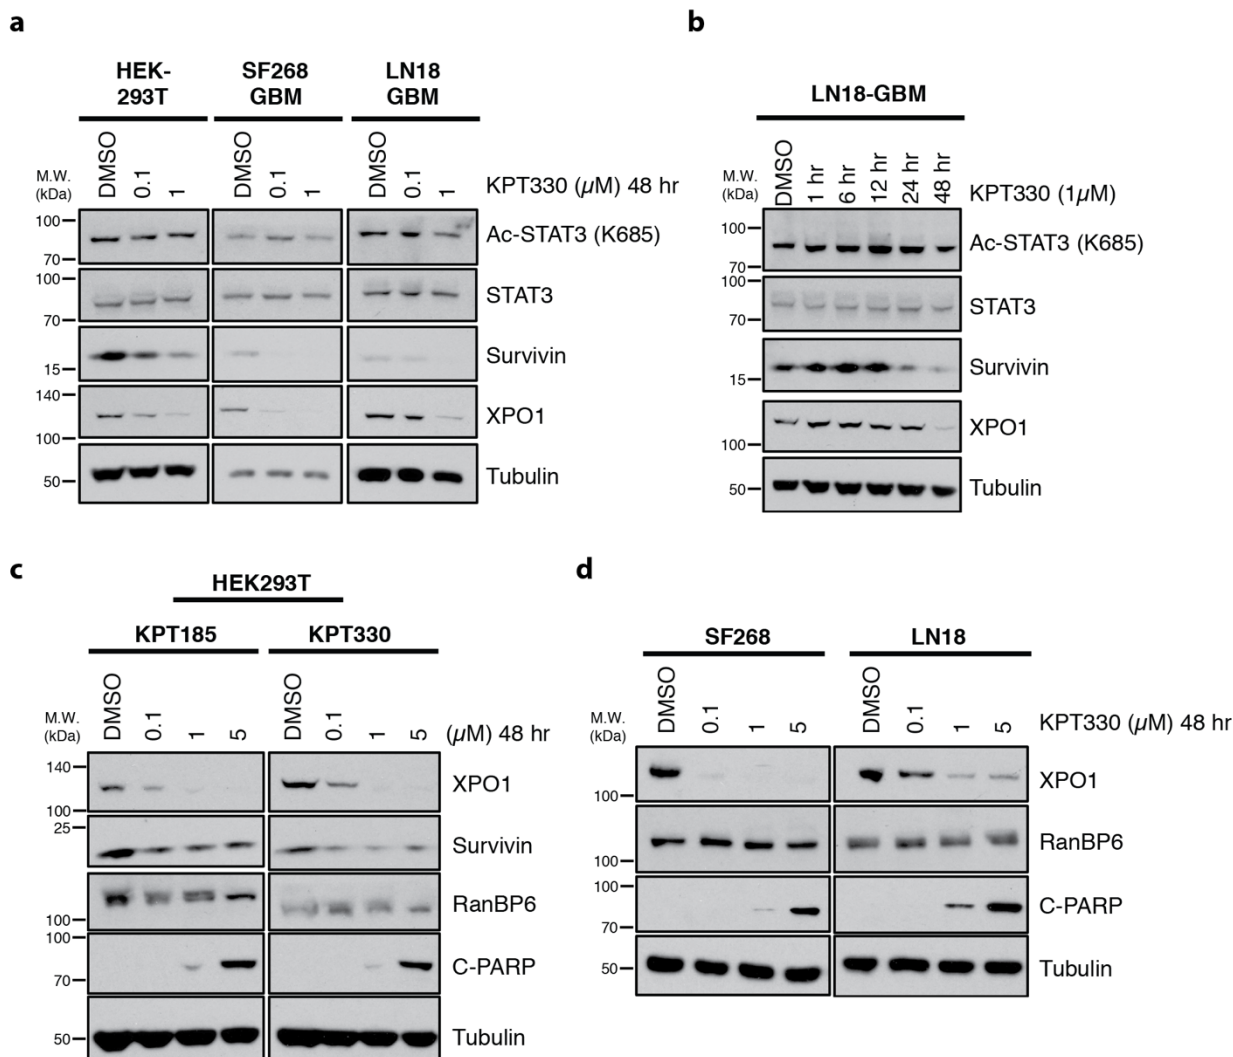 a
HEK-
293T
SF268
GBM
LN18
GBM
M.W.
(kDa)
DMSO
0.1
1
DMSO
0.1
1
DMSO
0.1
1
KPT330 (µM) 48 hr
100
70
Ac-STAT3 (K685)
100
70
STAT3
15
Survivin
140
100
XPO1
50
Tubulin
b
LN18-GBM
M.W.
(kDa)
DMSO
1 hr
6 hr
12 hr
24 hr
48 hr
KPT330 (1µM)
100
70
Ac-STAT3 (K685)
100
70
STAT3
15
Survivin
100
XPO1
50
Tubulin
c
HEK293T
KPT185
KPT330
M.W.
(kDa)
DMSO
0.1
1
5
DMSO
0.1
1
5
(µM) 48 hr
140
100
XPO1
25
Survivin
100
RanBP6
100
70
C-PARP
50
Tubulin
d
SF268
LN18
M.W.
(kDa)
DMSO
0.1
1
5
DMSO
0.1
1
5
KPT330 (µM) 48 hr
100
XPO1
100
RanBP6
100
70
C-PARP
50
Tubulin